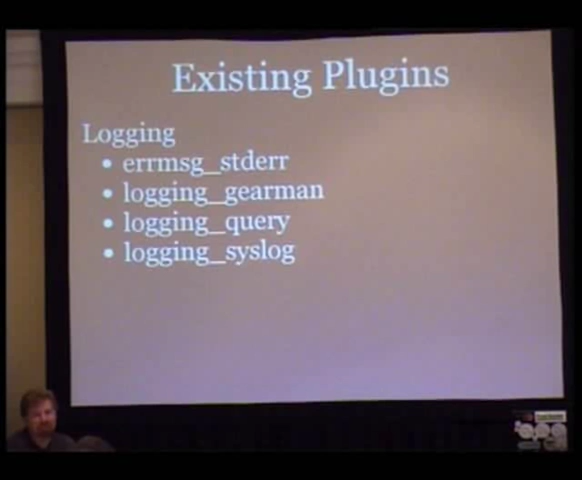 Existing Plugins
Logging
• errmsg_stderr
• logging_gearman
• logging_query
• logging_syslog